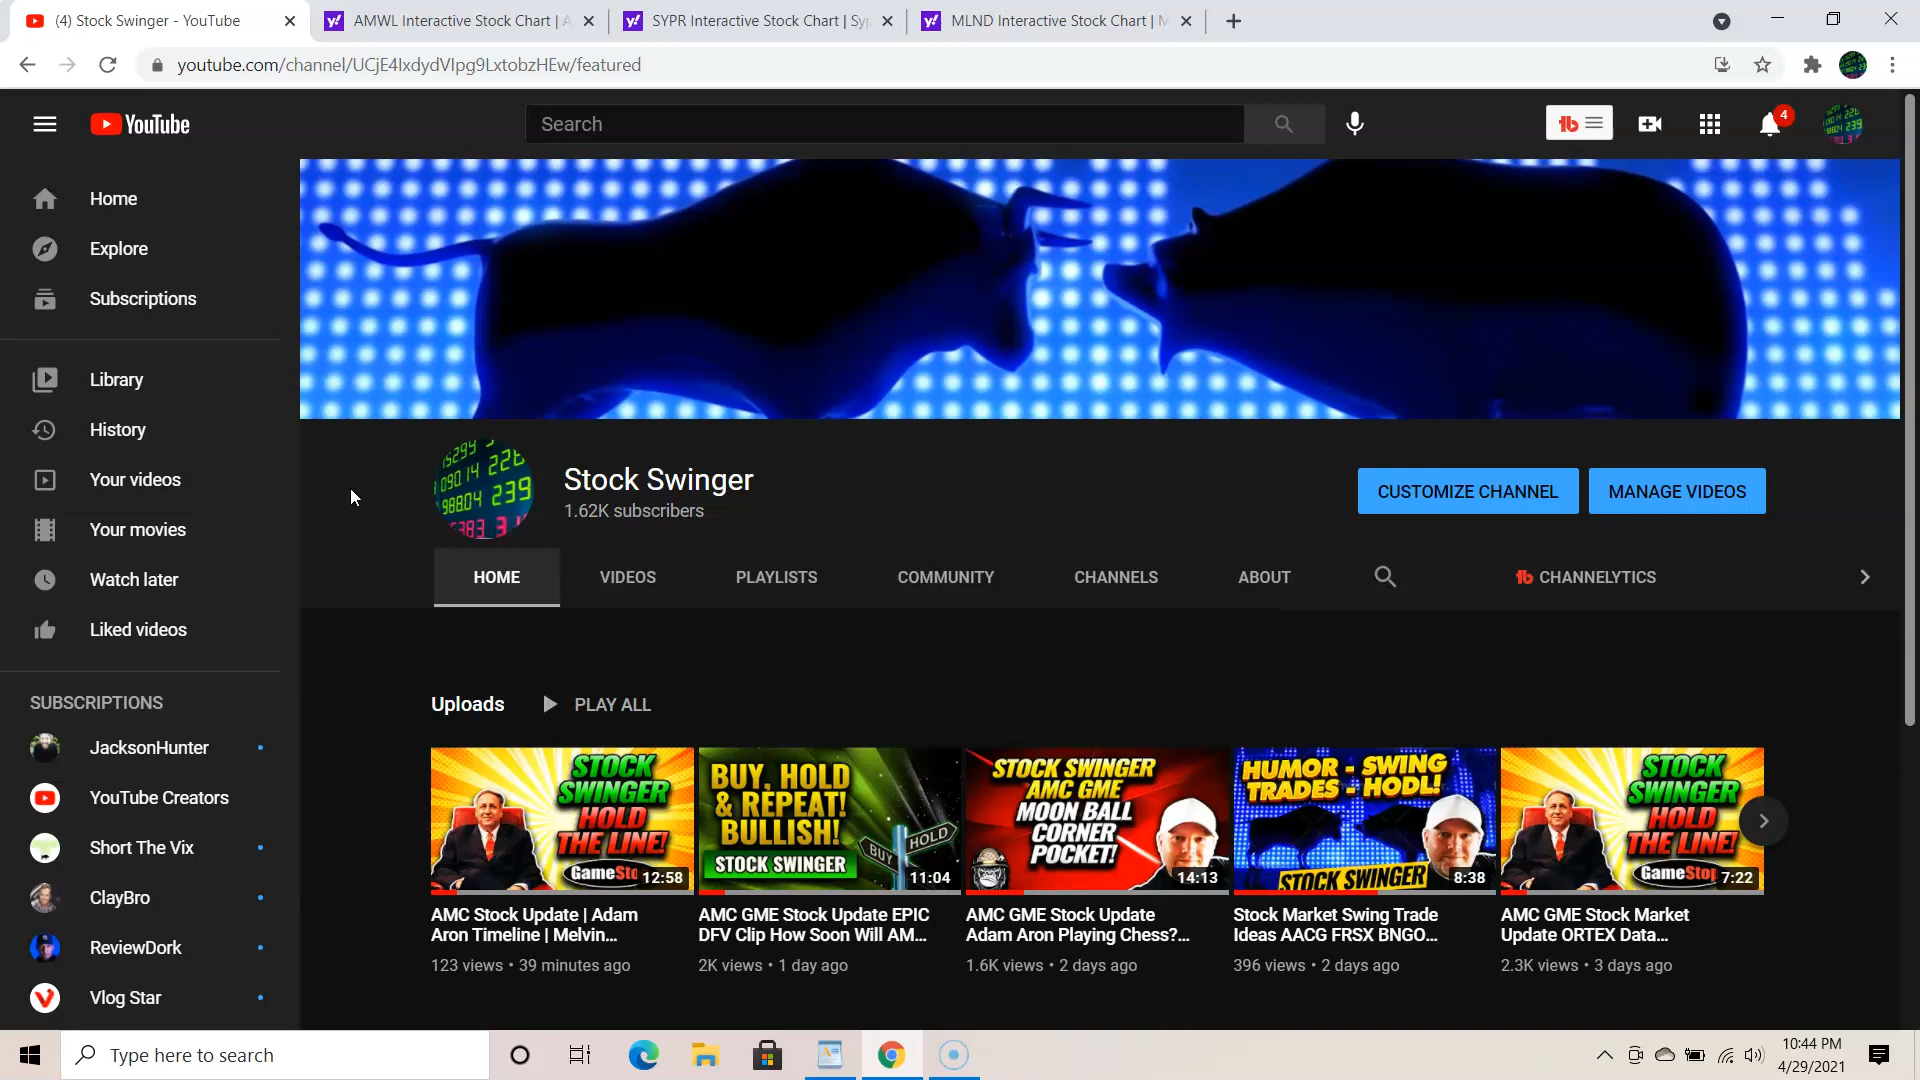 (4) Stock Swinger - YouTube
AMWL Interactive Stock Chart | A
SYPR Interactive Stock Chart | Syp
MLND Interactive Stock Chart | M
youtube.com/channel/UCjE4IxdydVIpg9LxtobzHEw/featured
YouTube
Search
4
Home
Explore
Subscriptions
Library
History
Your videos
Your movies
Watch later
Liked videos
SUBSCRIPTIONS
JacksonHunter
YouTube Creators
Short The Vix
ClayBro
ReviewDork
Vlog Star
Stock Swinger
1.62K subscribers
CUSTOMIZE CHANNEL
MANAGE VIDEOS
HOME
VIDEOS
PLAYLISTS
COMMUNITY
CHANNELS
ABOUT
CHANNELYTICS
Uploads
PLAY ALL
STOCK
SWINGER
HOLD
THE LINE!
12:58
AMC Stock Update | Adam
Aron Timeline | Melvin...
123 views • 39 minutes ago
BUY, HOLD
& REPEAT!
BULLISH!
STOCK SWINGER
BUY
HOLD
11:04
AMC GME Stock Update EPIC
DFV Clip How Soon Will AM...
2K views • 1 day ago
STOCK SWINGER
AMC GME
MOON BALL
CORNER
POCKET!
14:13
AMC GME Stock Update
Adam Aron Playing Chess?...
1.6K views • 2 days ago
HUMOR - SWING
TRADES - HODL!
STOCK SWINGER
8:38
Stock Market Swing Trade
Ideas AACG FRSX BNGO...
396 views • 2 days ago
STOCK
SWINGER
HOLD
THE LINE!
GameStop
7:22
AMC GME Stock Market
Update ORTEX Data...
2.3K views • 3 days ago
Type here to search
10:44 PM
4/29/2021